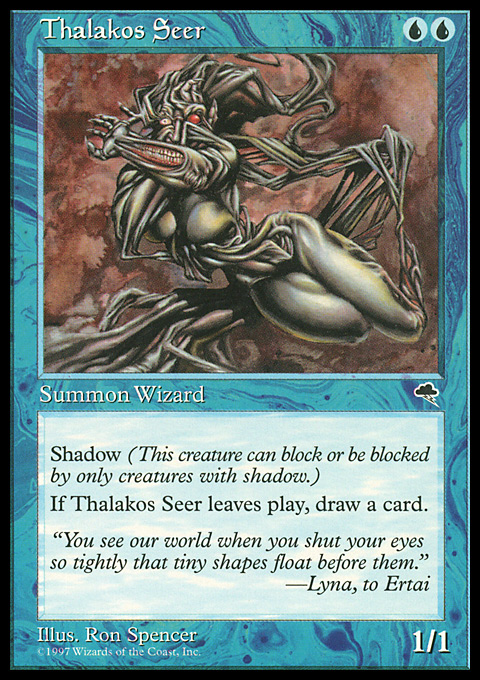 Thalakos Seer
Summon Wizard
Shadow (This creature can block or be blocked
by only creatures with shadow.)
If Thalakos Seer leaves play, draw a card.
“You see our world when you shut your eyes
so tightly that tiny shapes float before them.”
—Lyna, to Ertai
Illus. Ron Spencer
©1997 Wizards of the Coast, Inc.
1/1